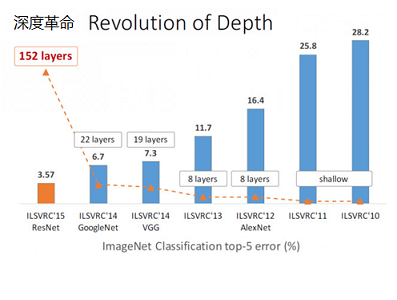 深度革命 Revolution of Depth
28.2
25.8
152 layers
16.4
11.7
22 layers 19 layers
6.7 7.3
8 layers 8 layers shallow
3.57
ILSVRC'15 ILSVRC'14 ILSVRC'14 ILSVRC'13 ILSVRC'12 ILSVRC'11 ILSVRC'10
ResNet GoogleNet VGG AlexNet
ImageNet Classification top-5 error (%)